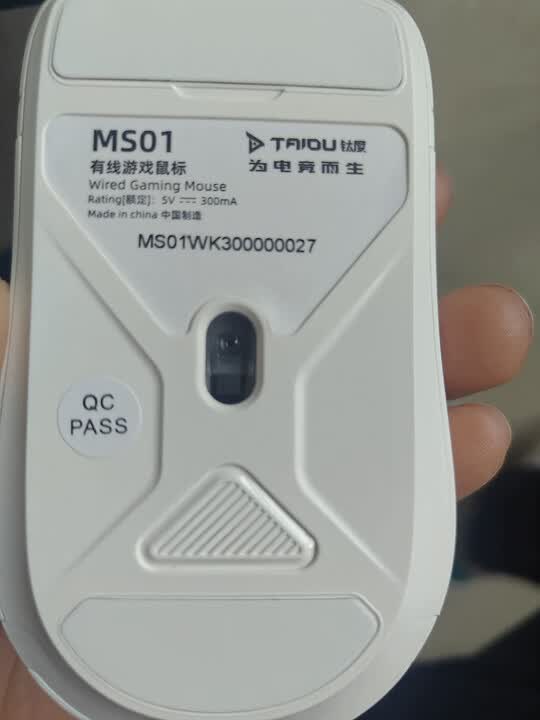 MS01
有线游戏鼠标
Wired Gaming Mouse
Rating[额定]: 5V ⎓ 300mA
Made in china 中国制造
TAIDU 钛度
为电竞而生
MS01WK300000027
QC
PASS